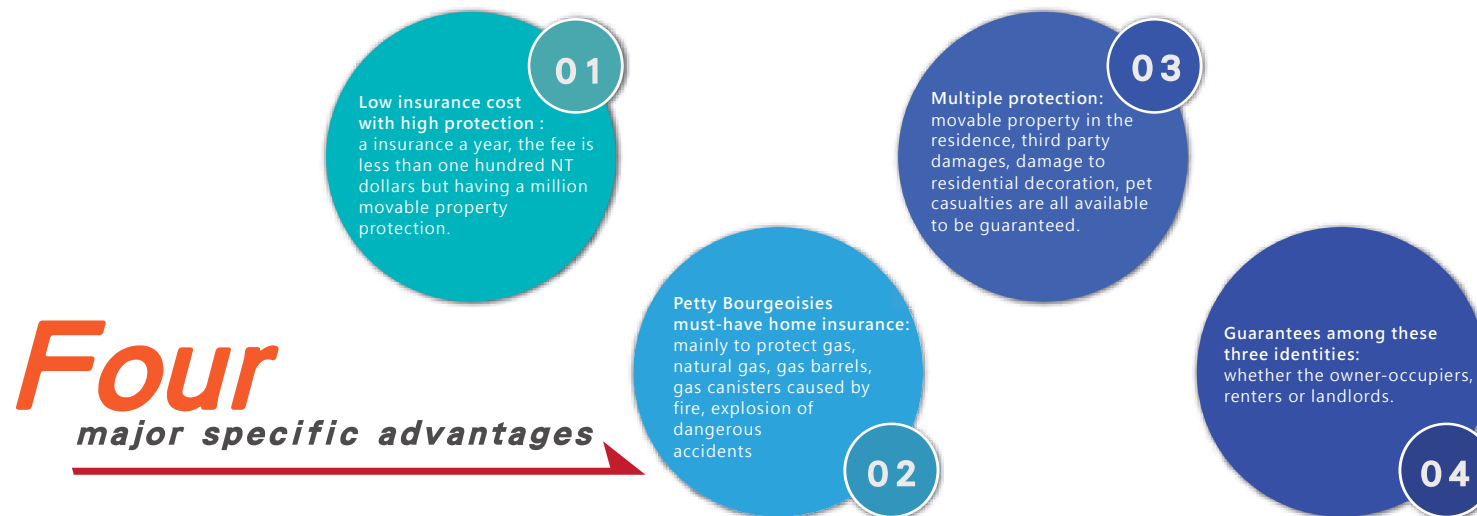 Four
major specific advantages
01
Low insurance cost
with high protection :
a insurance a year, the fee is
less than one hundred NT
dollars but having a million
movable property
protection.
Petty Bourgeoisies
must-have home insurance:
mainly to protect gas,
natural gas, gas barrels,
gas canisters caused by
fire, explosion of
dangerous
accidents
02
03
Multiple protection:
movable property in the
residence, third party
damages, damage to
residential decoration, pet
casualties are all available
to be guaranteed.
Guarantees among these
three identities:
whether the owner-occupiers,
renters or landlords.
04